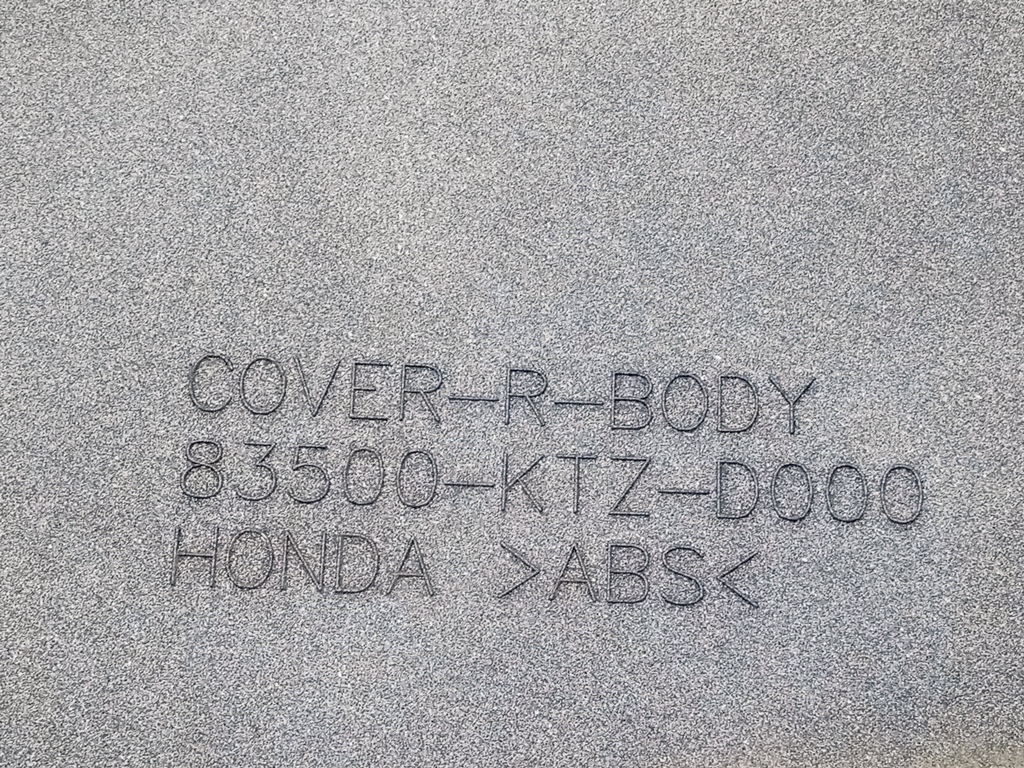 COVER-R-BODY
83500-KTZ-D000
HONDA >ABS<